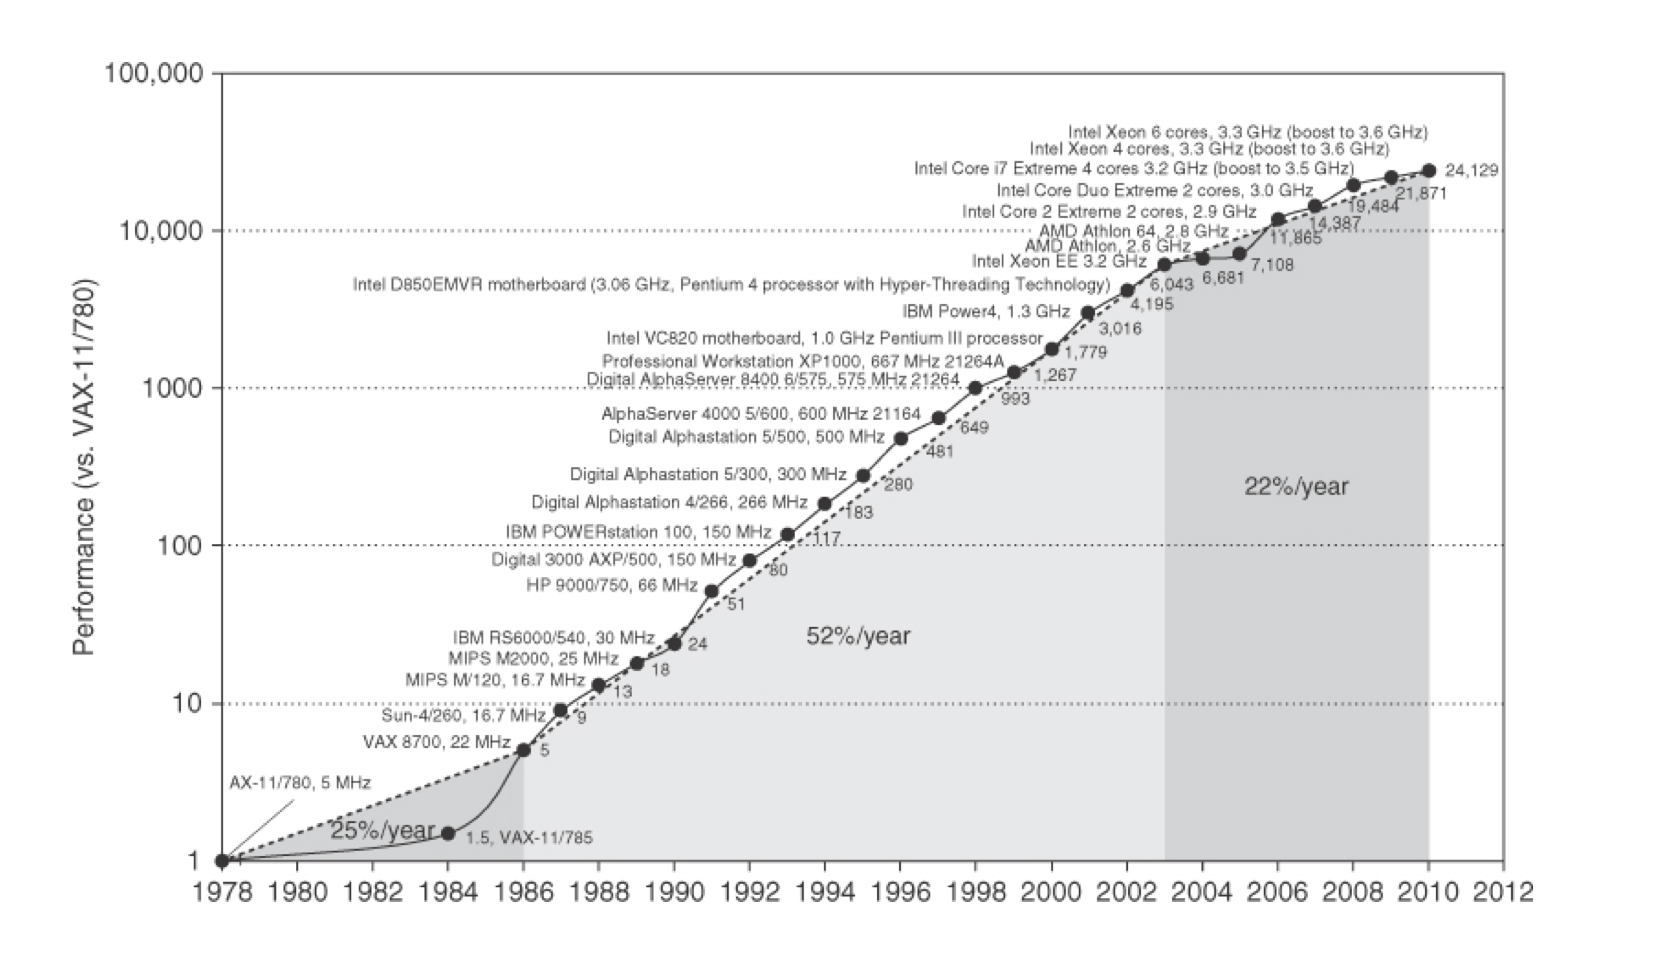 100,000
10,000
1000
100
10
1
Performance (vs. VAX-11/780)
Intel Xeon 6 cores, 3.3 GHz (boost to 3.6 GHz)
Intel Xeon 4 cores, 3.3 GHz (boost to 3.6 GHz)
Intel Core i7 Extreme 4 cores 3.2 GHz (boost to 3.5 GHz)
Intel Core Duo Extreme 2 cores, 3.0 GHz
Intel Core 2 Extreme 2 cores, 2.9 GHz
AMD Athlon 64, 2.8 GHz
AMD Athlon, 2.6 GHz
Intel Xeon EE 3.2 GHz
Intel D850EMVR motherboard (3.06 GHz, Pentium 4 processor with Hyper-Threading Technology)
IBM Power4, 1.3 GHz
Intel VC820 motherboard, 1.0 GHz Pentium III processor
Professional Workstation XP1000, 667 MHz 21264A
Digital AlphaServer 8400 6/575, 575 MHz 21264
AlphaServer 4000 5/600, 600 MHz 21164
Digital Alphastation 5/500, 500 MHz
Digital Alphastation 5/300, 300 MHz
Digital Alphastation 4/266, 266 MHz
IBM POWERstation 100, 150 MHz
Digital 3000 AXP/500, 150 MHz
HP 9000/750, 66 MHz
IBM RS6000/540, 30 MHz
MIPS M2000, 25 MHz
MIPS M/120, 16.7 MHz
Sun-4/260, 16.7 MHz
VAX 8700, 22 MHz
AX-11/780, 5 MHz
24,129
21,871
19,484
14,387
11,865
7,108
6,681
6,043
4,195
3,016
1,779
1,267
993
649
481
280
183
117
80
51
24
18
13
9
5
1.5, VAX-11/785
25%/year
52%/year
22%/year
1978 1980 1982 1984 1986 1988 1990 1992 1994 1996 1998 2000 2002 2004 2006 2008 2010 2012